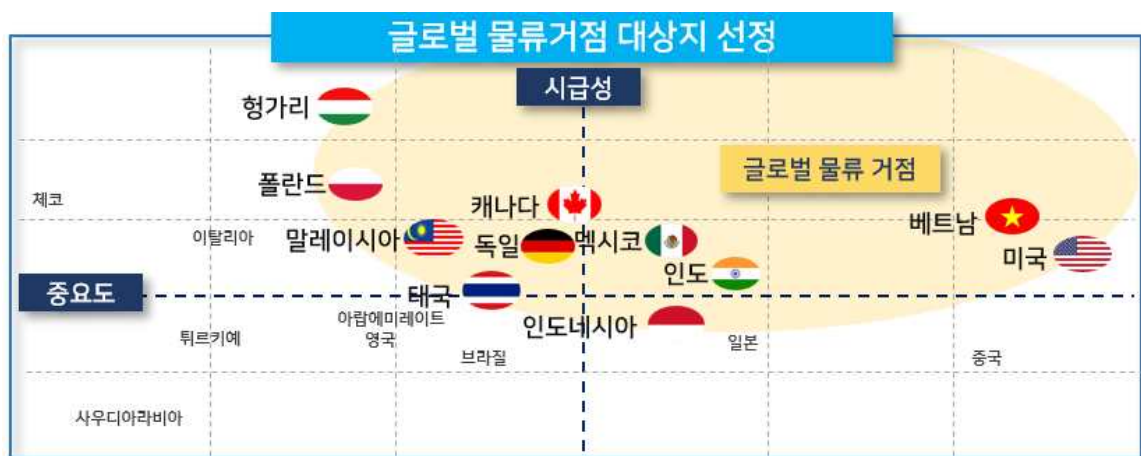 글로벌 물류거점 대상지 선정
시급성
헝가리
글로벌 물류 거점
폴란드
체코
캐나다
베트남
이탈리아
말레이시아
독일
멕시코
미국
인도
중요도
태국
아랍에미레이트
인도네시아
튀르키예
영국
일본
브라질
중국
사우디아라비아